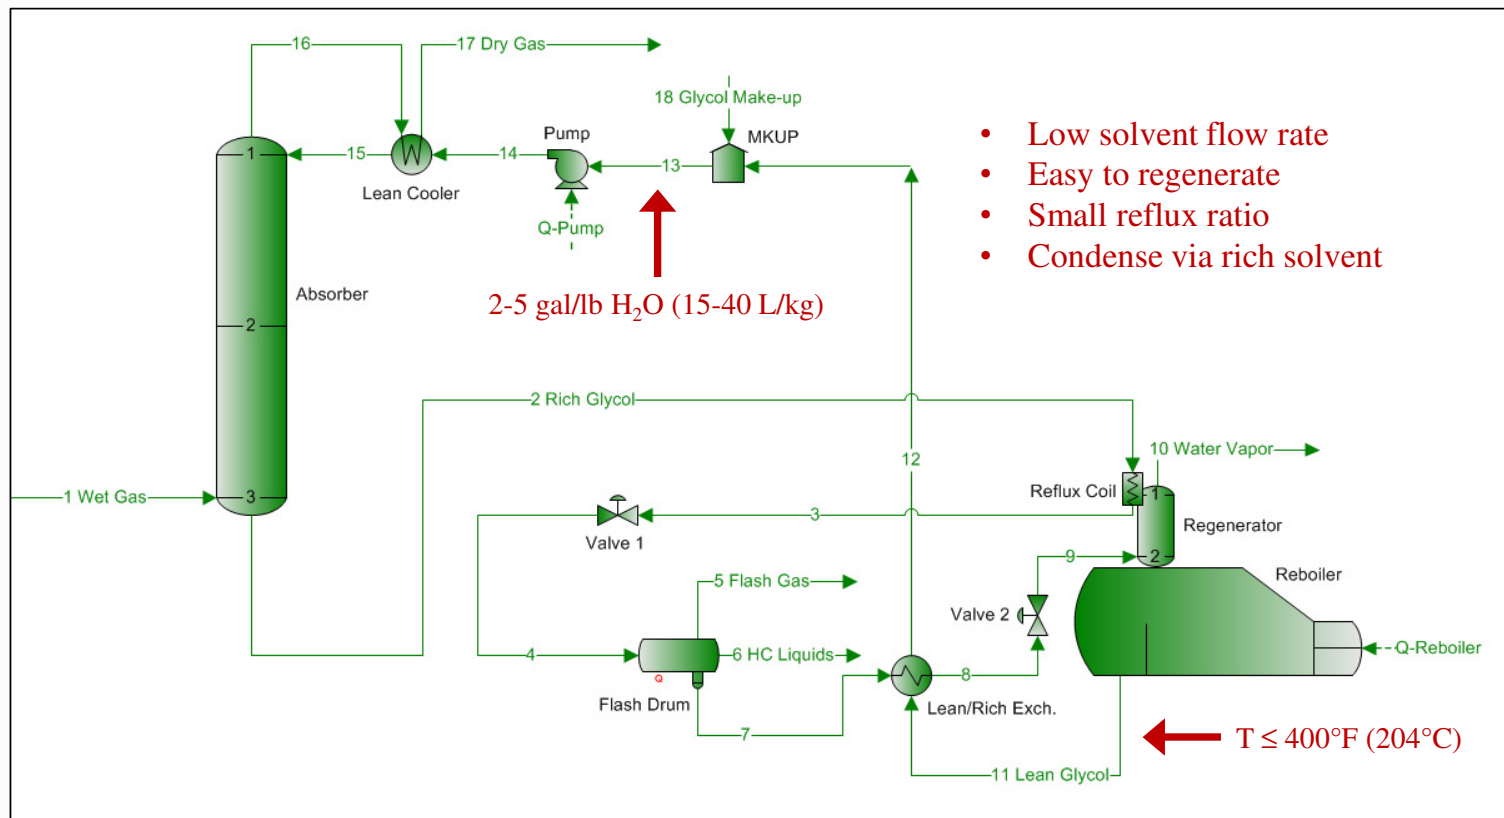 16
17 Dry Gas
18 Glycol Make-up
Pump
MKUP
1
15
14
13
Lean Cooler
Q-Pump
• Low solvent flow rate
• Easy to regenerate
• Small reflux ratio
• Condense via rich solvent
Absorber
2
2-5 gal/lb H₂O (15-40 L/kg)
2 Rich Glycol
12
10 Water Vapor
1 Wet Gas
3
Reflux Coil
1
Regenerator
Valve 1
3
9
2
Reboiler
5 Flash Gas
Valve 2
4
6 HC Liquids
Q
8
Q-Reboiler
Flash Drum
Lean/Rich Exch.
7
T ≤ 400°F (204°C)
11 Lean Glycol